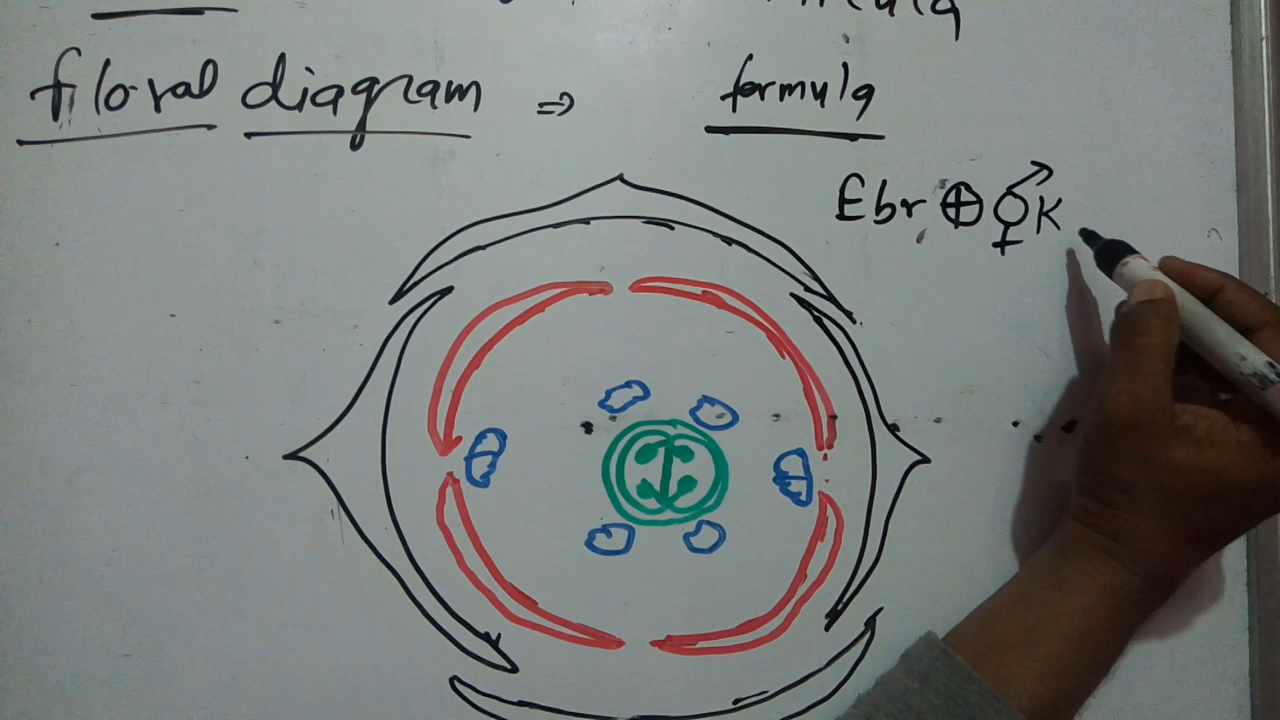 floral diagram ⇒ formula
Ebr ⊕ ⚥ K